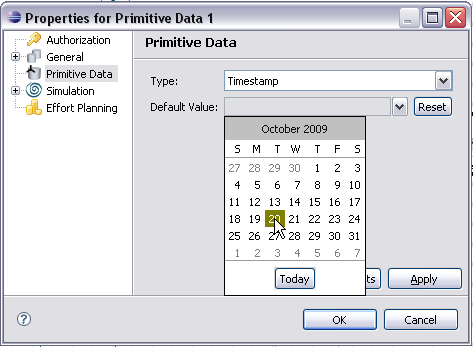 Properties for Primitive Data 1
Authorization
General
Primitive Data
Simulation
Effort Planning
Primitive Data
Type: Timestamp
Default Value: Reset
October 2009
S M T W T F S
27 28 29 30 1 2 3
4 5 6 7 8 9 10
11 12 13 14 15 16 17
18 19 20 21 22 23 24
25 26 27 28 29 30 31
1 2 3 4 5 6 7
Today ts Apply
? OK Cancel